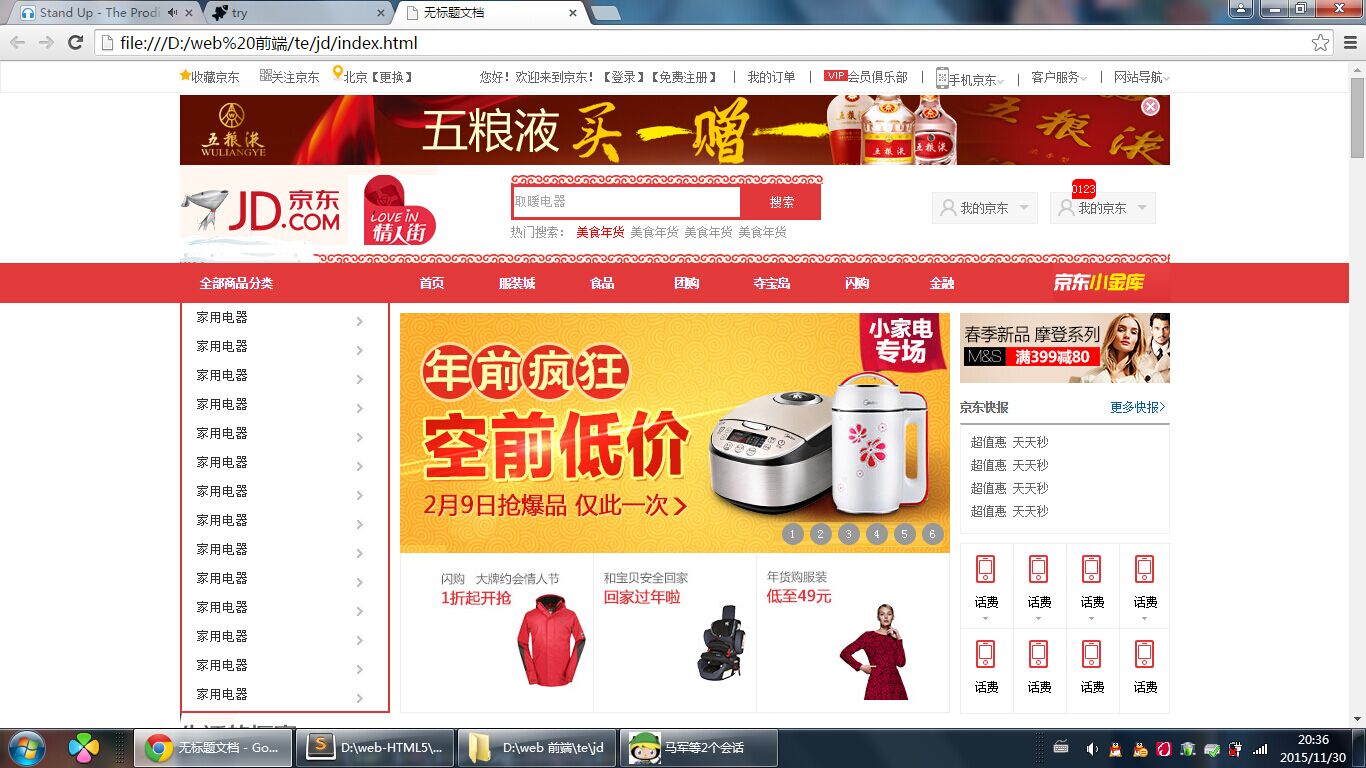 Stand Up - The Prodi
try
无标题文档
file:///D:/web%20前端/te/jd/index.html
收藏京东 关注京东 北京【更换】 您好！欢迎来到京东！【登录】【免费注册】 | 我的订单 | VIP 会员俱乐部 | 手机京东 | 客户服务 | 网站导航
五粮液 WULIANGYE
五粮液 买一赠一
五粮液 五粮液 五粮液
JD京东.COM
LOVE IN 情人街
取暖电器 搜索
热门搜索： 美食年货 美食年货 美食年货 美食年货
我的京东
0123
我的京东
全部商品分类 首页 服装城 食品 团购 夺宝岛 闪购 金融 京东小金库
家用电器
家用电器
家用电器
家用电器
家用电器
家用电器
家用电器
家用电器
家用电器
家用电器
家用电器
家用电器
家用电器
家用电器
小家电专场
年前疯狂
空前低价
2月9日抢爆品 仅此一次
Midea
1 2 3 4 5 6
闪购 大牌约会情人节
1折起开抢
和宝贝安全回家
回家过年啦
年货购服装
低至49元
春季新品 摩登系列
M&S 满399减80
京东快报 更多快报>
超值惠 天天秒
超值惠 天天秒
超值惠 天天秒
超值惠 天天秒
话费 话费 话费 话费
话费 话费 话费 话费
无标题文档 - Go...
D:\web-HTML5\...
D:\web 前端\te\jd
马军等2个会话
20:36
2015/11/30